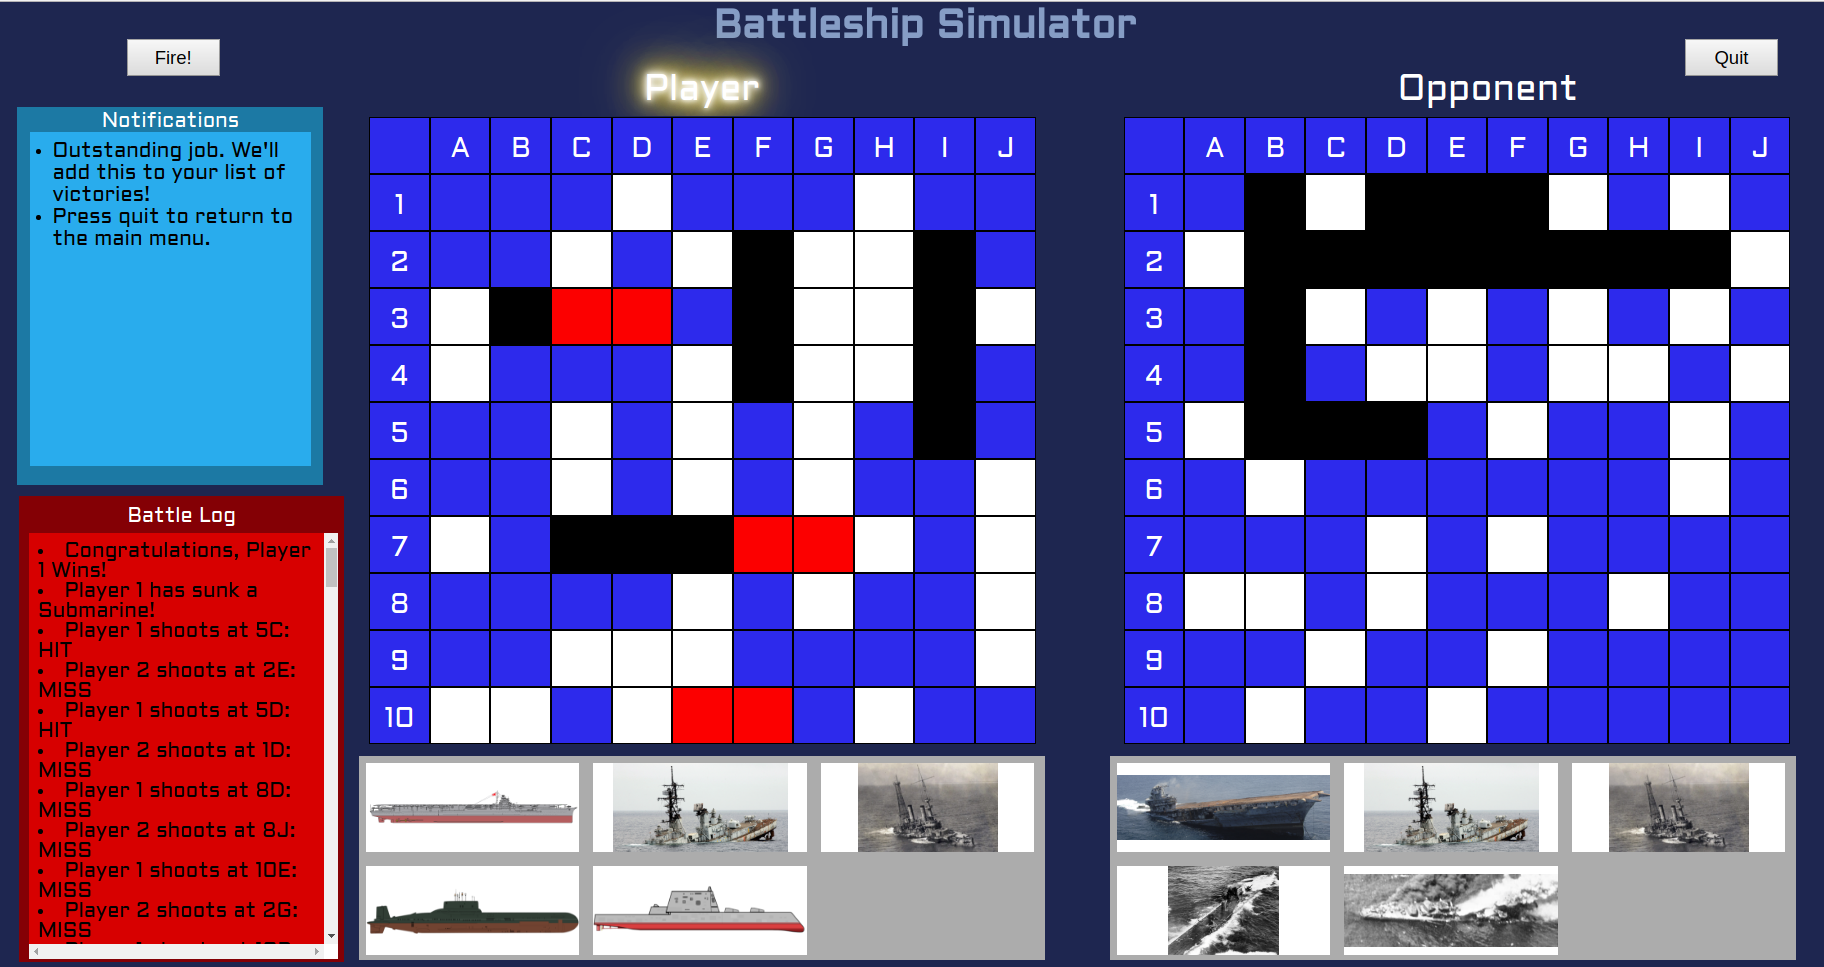 Battleship Simulator
Fire!
Quit
Player
Opponent
Notifications
• Outstanding job. We'll
add this to your list of
victories!
• Press quit to return to
the main menu.
Battle Log
• Congratulations, Player
1 Wins!
• Player 1 has sunk a
Submarine!
• Player 1 shoots at 5C:
HIT
• Player 2 shoots at 2E:
MISS
• Player 1 shoots at 5D:
HIT
• Player 2 shoots at 1D:
MISS
• Player 1 shoots at 8D:
MISS
• Player 2 shoots at 8J:
MISS
• Player 1 shoots at 10E:
MISS
• Player 2 shoots at 2G:
MISS
A B C D E F G H I J
1
2
3
4
5
6
7
8
9
10
A B C D E F G H I J
1
2
3
4
5
6
7
8
9
10